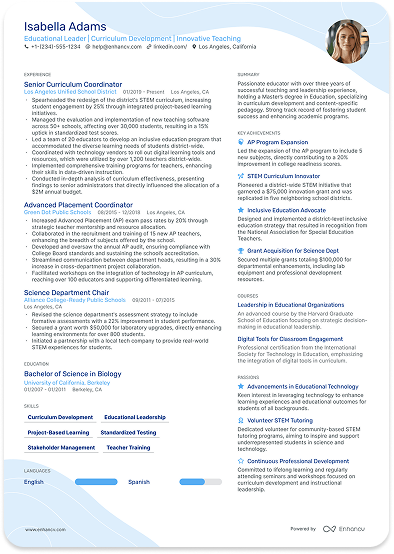 Isabella Adams
Educational Leader | Curriculum Development | Innovative Teaching
+1-(234)-555-1234 help@enhancv.com linkedin.com/ Los Angeles, California
EXPERIENCE
Senior Curriculum Coordinator
Los Angeles Unified School District 01/2019 - Present Los Angeles, CA
Spearheaded the redesign of the district's STEM curriculum, increasing
student engagement by 25% through integrated project-based learning
initiatives.
Managed the evaluation and implementation of new teaching software
across 50+ schools, affecting over 30,000 students, resulting in a 15%
uptick in standardized test scores.
Led a team of 20 educators to develop an inclusive education program that
accommodated the diverse learning needs of students district-wide.
Coordinated with technology vendors to roll out digital learning tools and
resources, which were utilized by over 1,200 teachers district-wide.
Implemented comprehensive training programs for teachers, enhancing
their skills in data-driven instruction.
Conducted in-depth analysis of curriculum effectiveness, presenting
findings to senior administrators that directly influenced the allocation of a
$2M annual budget.
Advanced Placement Coordinator
Green Dot Public Schools 08/2015 - 12/2018 Los Angeles, CA
Increased Advanced Placement (AP) exam pass rates by 20% through
strategic teacher mentorship and resource allocation.
Collaborated in the recruitment and training of 15 new AP teachers,
enhancing the breadth of subjects offered by the school.
Developed and oversaw the annual AP audit, ensuring compliance with
College Board standards and sustaining the school's accreditation.
Streamlined communication between department heads, resulting in a 30%
increase in cross-department project collaboration.
Facilitated workshops on the integration of technology in AP curriculum,
reaching over 100 educators and supporting differentiated learning.
Science Department Chair
Alliance College-Ready Public Schools 09/2011 - 07/2015
Los Angeles, CA
Revised the science department's assessment strategy to include
formative assessments with a 22% improvement in student performance.
Secured a grant worth $50,000 for laboratory upgrades, directly enhancing
learning environments for over 800 students.
Initiated a partnership with a local tech company to provide real-world
STEM experiences for students.
EDUCATION
Bachelor of Science in Biology
University of California, Berkeley
01/2007 - 01/2011 Berkeley, CA
SKILLS
Curriculum Development Educational Leadership
Project-Based Learning Standardized Testing
Stakeholder Management Teacher Training
LANGUAGES
English Spanish
SUMMARY
Passionate educator with over three years of
successful teaching and leadership experience,
holding a Master's degree in Education, specializing
in curriculum development and content-specific
pedagogy. Strong track record of fostering student
success and enhancing academic programs.
KEY ACHIEVEMENTS
AP Program Expansion
Led the expansion of the AP program to include 5
new subjects, directly contributing to a 20%
improvement in college readiness scores.
STEM Curriculum Innovator
Pioneered a district-wide STEM initiative that
garnered a $75,000 innovation grant and was
replicated in five neighboring school districts.
Inclusive Education Advocate
Designed and implemented a district-level inclusive
education strategy that resulted in recognition from
the National Association for Special Education
Teachers.
Grant Acquisition for Science Dept
Secured multiple grants totaling $100,000 for
departmental enhancements, including lab
equipment and professional development
resources.
COURSES
Leadership in Educational Organizations
An advanced course by the Harvard Graduate
School of Education focusing on strategic decision-
making in educational leadership.
Digital Tools for Classroom Engagement
Professional certification from the International
Society for Technology in Education, emphasizing
the integration of digital tools in curriculum.
PASSIONS
Advancements in Educational Technology
Keen interest in leveraging technology to enhance
learning experiences and educational outcomes for
students of all backgrounds.
Volunteer STEM Tutoring
Dedicated volunteer for community-based STEM
tutoring programs, aiming to inspire and support
underrepresented students in science and
technology.
Continuous Professional Development
Committed to lifelong learning and regularly
attending seminars and workshops focused on
curriculum development and instructional
leadership.
www.enhancv.com Powered by Enhancv